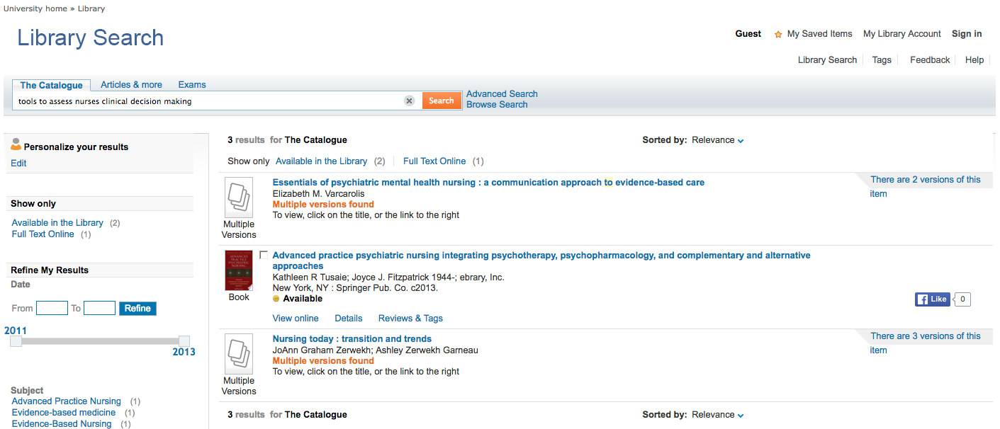 University home » Library
Library Search
Guest My Saved Items My Library Account Sign in
Library Search Tags Feedback Help
The Catalogue Articles & more Exams
tools to assess nurses clinical decision making
Search
Advanced Search
Browse Search
Personalize your results
Edit
Show only
Available in the Library (2)
Full Text Online (1)
Refine My Results
Date
From To Refine
2011
2013
Subject
Advanced Practice Nursing (1)
Evidence-based medicine (1)
Evidence-Based Nursing (1)
3 results for The Catalogue
Sorted by: Relevance
Show only Available in the Library (2) Full Text Online (1)
Multiple
Versions
Essentials of psychiatric mental health nursing : a communication approach to evidence-based care
Elizabeth M. Varcarolis
Multiple versions found
To view, click on the title, or the link to the right
There are 2 versions of this
item
ADVANCED
PRACTICE
PSYCHIATRIC
NURSING
Book
Advanced practice psychiatric nursing integrating psychotherapy, psychopharmacology, and complementary and alternative
approaches
Kathleen R Tusaie; Joyce J. Fitzpatrick 1944-; ebrary, Inc.
New York, NY : Springer Pub. Co. c2013.
Available
View online Details Reviews & Tags
Like 0
Multiple
Versions
Nursing today : transition and trends
JoAnn Graham Zerwekh; Ashley Zerwekh Garneau
Multiple versions found
To view, click on the title, or the link to the right
There are 3 versions of this
item
3 results for The Catalogue
Sorted by: Relevance